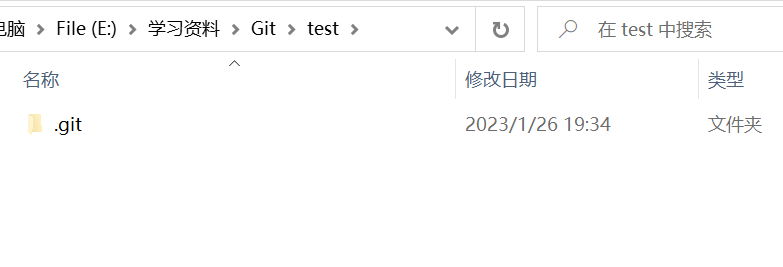 电脑 > File (E:) > 学习资料 > Git > test >
在 test 中搜索
名称 修改日期 类型
.git 2023/1/26 19:34 文件夹